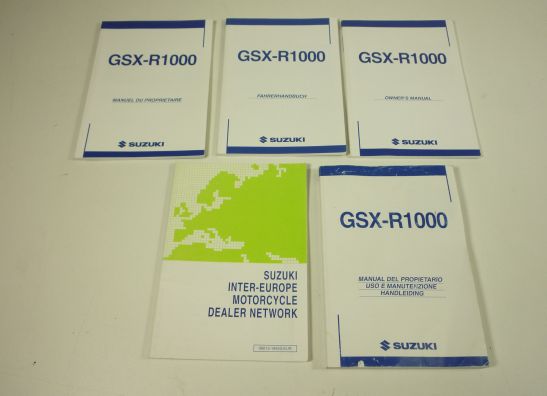 GSX-R1000
MANUEL DU PROPRIETAIRE
SUZUKI
GSX-R1000
FAHRERHANDBUCH
SUZUKI
GSX-R1000
OWNER'S MANUAL
SUZUKI
SUZUKI
INTER-EUROPE
MOTORCYCLE
DEALER NETWORK
GSX-R1000
MANUAL DEL PROPIETARIO
USO E MANUTENZIONE
HANDLEIDING
SUZUKI